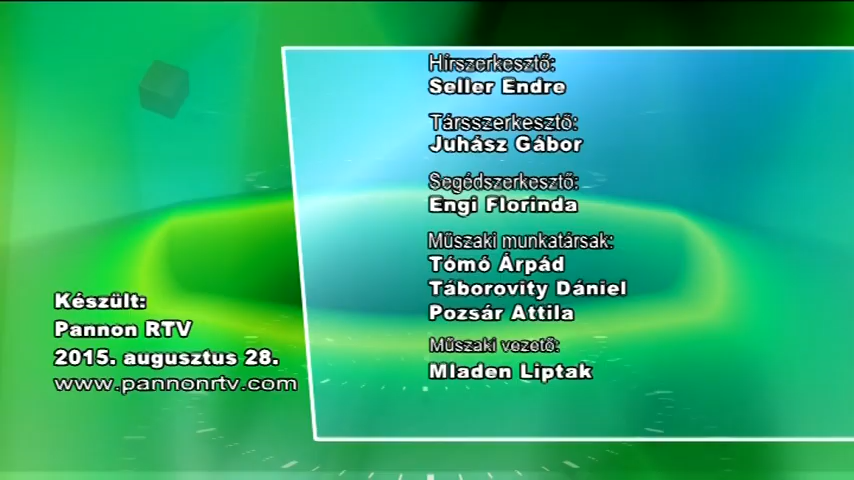 Hírszerkesztő:
Seller Endre
Társszerkesztő:
Juhász Gábor
Segédszerkesztő:
Engi Florinda
Műszaki munkatársak:
Tómó Árpád
Táborovity Dániel
Pozsár Attila
Műszaki vezető:
Mladen Liptak
Készült:
Pannon RTV
2015. augusztus 28.
www.pannonrtv.com